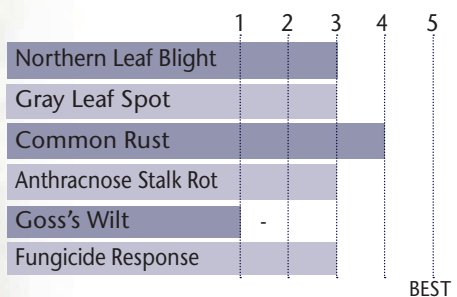 1 2 3 4 5
Northern Leaf Blight
Gray Leaf Spot
Common Rust
Anthracnose Stalk Rot
Goss's Wilt -
Fungicide Response
BEST